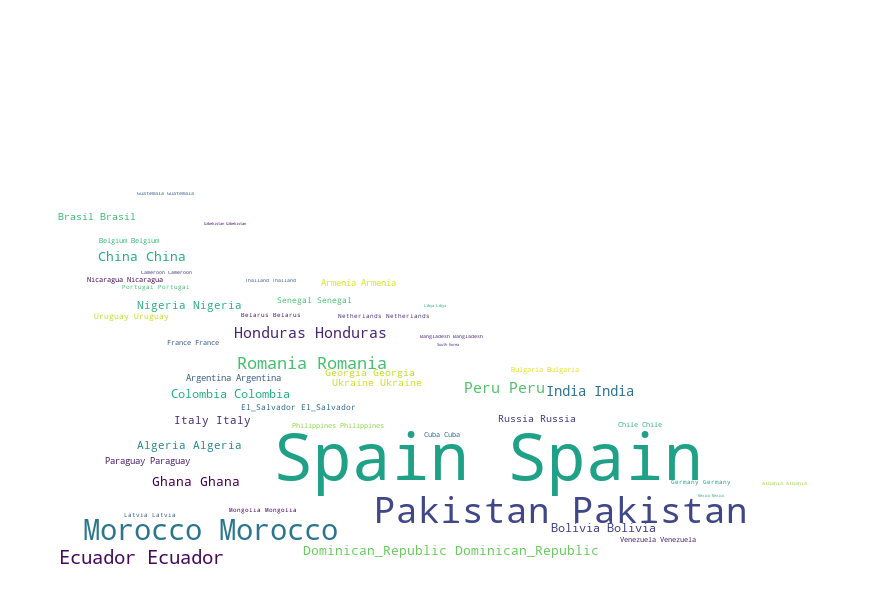 Guatemala Guatemala
Brasil Brasil
Uzbekistan Uzbekistan
Belgium Belgium
China China
Cameroon Cameroon
Nicaragua Nicaragua
Thailand Thailand
Armenia Armenia
Portugal Portugal
Senegal Senegal
Nigeria Nigeria
Libya Libya
Uruguay Uruguay
Belarus Belarus
Netherlands Netherlands
Honduras Honduras
Bangladesh Bangladesh
France France
South Korea
Romania Romania
Bulgaria Bulgaria
Georgia Georgia
Argentina Argentina
Ukraine Ukraine
Peru Peru
India India
Colombia Colombia
El_Salvador El_Salvador
Italy Italy
Russia Russia
Philippines Philippines
Chile Chile
Cuba Cuba
Algeria Algeria
Spain Spain
Paraguay Paraguay
Ghana Ghana
Germany Germany
Mexico Mexico
Mongolia Mongolia
Pakistan Pakistan
Latvia Latvia
Morocco Morocco
Bolivia Bolivia
Venezuela Venezuela
Dominican_Republic Dominican_Republic
Ecuador Ecuador